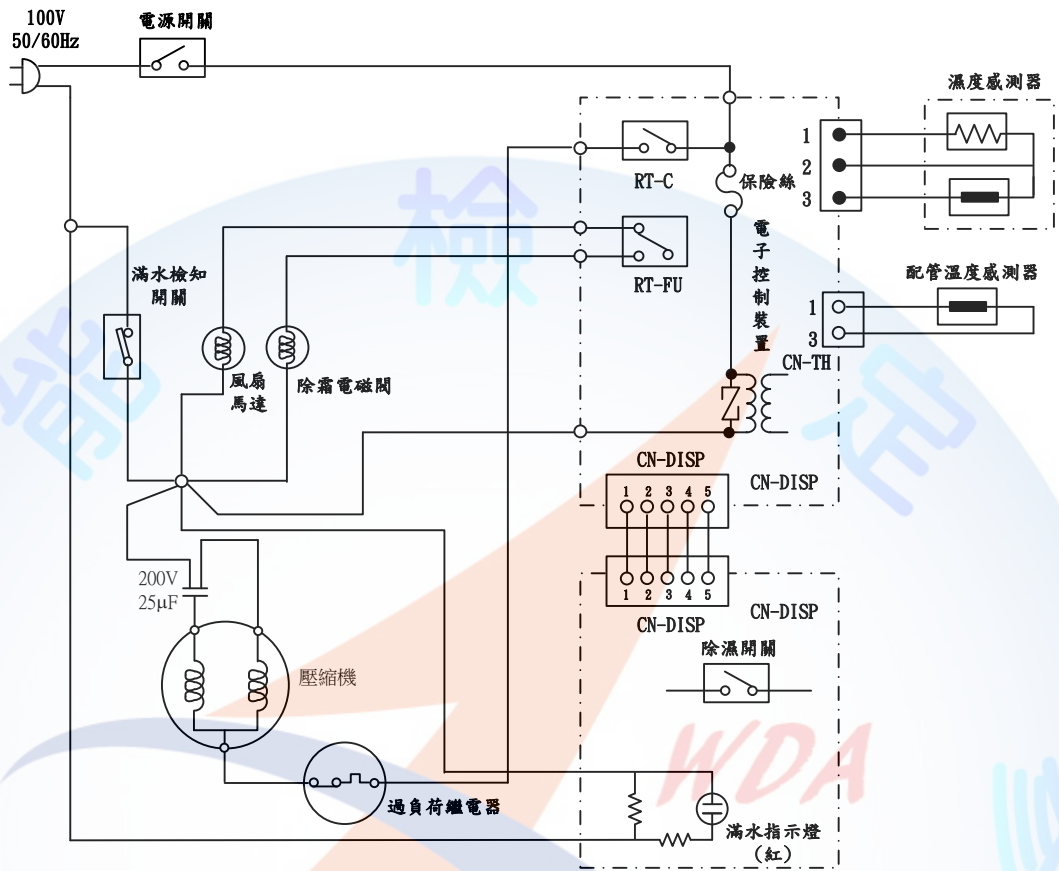 100V
50/60Hz
電源開關
濕度感測器
1
2
3
RT-C
保險絲
電子控制裝置
RT-FU
滿水檢知
開關
風扇
馬達
除霜電磁閥
配管溫度感測器
1
3
CN-TH
CN-DISP
CN-DISP
1 2 3 4 5
1 2 3 4 5
CN-DISP
CN-DISP
200V
25μF
壓縮機
除濕開關
過負荷繼電器
滿水指示燈
(紅)
技能檢定
WDA